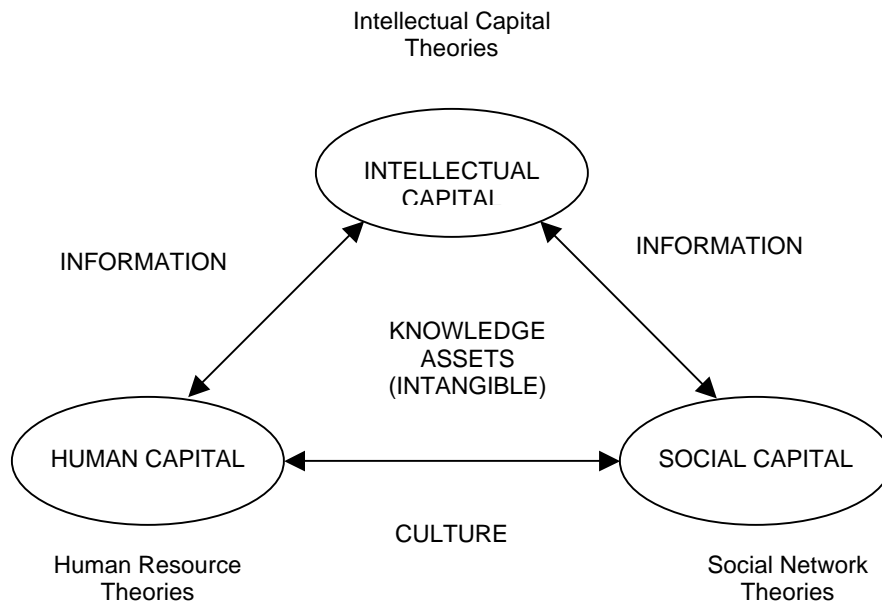 Intellectual Capital
Theories
INTELLECTUAL
CAPITAL
INFORMATION
INFORMATION
KNOWLEDGE
ASSETS
(INTANGIBLE)
HUMAN CAPITAL
SOCIAL CAPITAL
CULTURE
Human Resource
Theories
Social Network
Theories